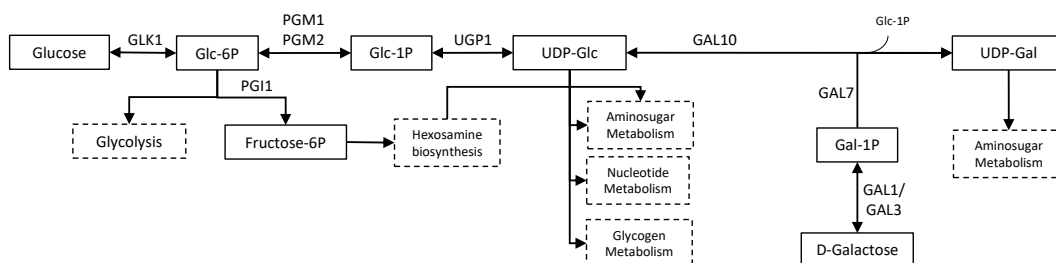 PGM1
PGM2
Glc-1P
Glucose
GLK1
Glc-6P
Glc-1P
UGP1
UDP-Glc
GAL10
UDP-Gal
PGI1
GAL7
Glycolysis
Fructose-6P
Hexosamine
biosynthesis
Aminosugar
Metabolism
Gal-1P
Aminosugar
Metabolism
Nucleotide
Metabolism
GAL1/
GAL3
Glycogen
Metabolism
D-Galactose